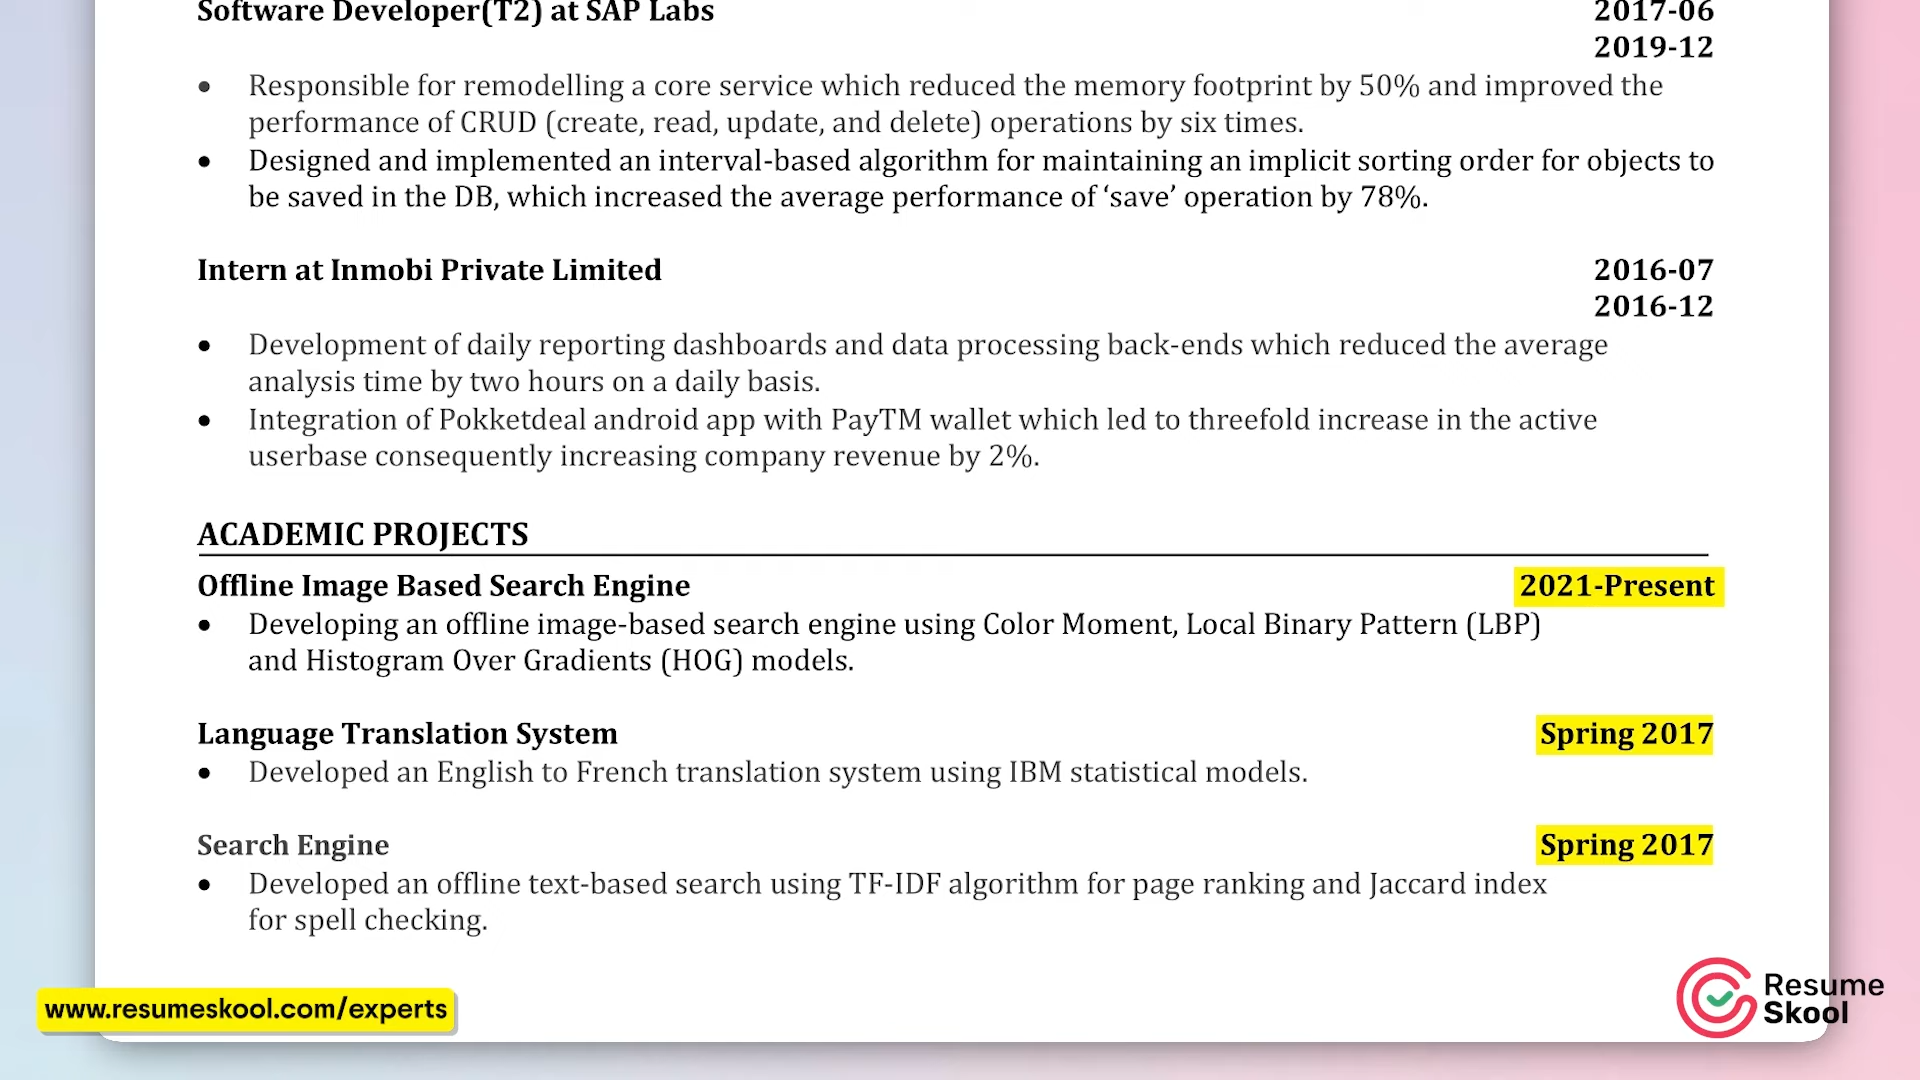 Software Developer(T2) at SAP Labs 2017-06
2019-12
• Responsible for remodelling a core service which reduced the memory footprint by 50% and improved the
performance of CRUD (create, read, update, and delete) operations by six times.
• Designed and implemented an interval-based algorithm for maintaining an implicit sorting order for objects to
be saved in the DB, which increased the average performance of ‘save’ operation by 78%.
Intern at Inmobi Private Limited 2016-07
2016-12
• Development of daily reporting dashboards and data processing back-ends which reduced the average
analysis time by two hours on a daily basis.
• Integration of Pokketdeal android app with PayTM wallet which led to threefold increase in the active
userbase consequently increasing company revenue by 2%.
ACADEMIC PROJECTS
Offline Image Based Search Engine 2021-Present
• Developing an offline image-based search engine using Color Moment, Local Binary Pattern (LBP)
and Histogram Over Gradients (HOG) models.
Language Translation System Spring 2017
• Developed an English to French translation system using IBM statistical models.
Search Engine Spring 2017
• Developed an offline text-based search using TF-IDF algorithm for page ranking and Jaccard index
for spell checking.
www.resumeskool.com/experts
Resume
Skool